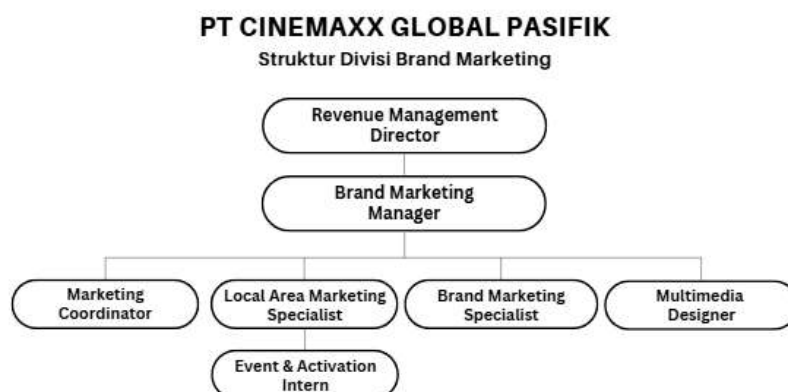 PT CINEMAXX GLOBAL PASIFIK
Struktur Divisi Brand Marketing
Revenue Management
Director
Brand Marketing
Manager
Marketing
Coordinator
Local Area Marketing
Specialist
Brand Marketing
Specialist
Multimedia
Designer
Event & Activation
Intern